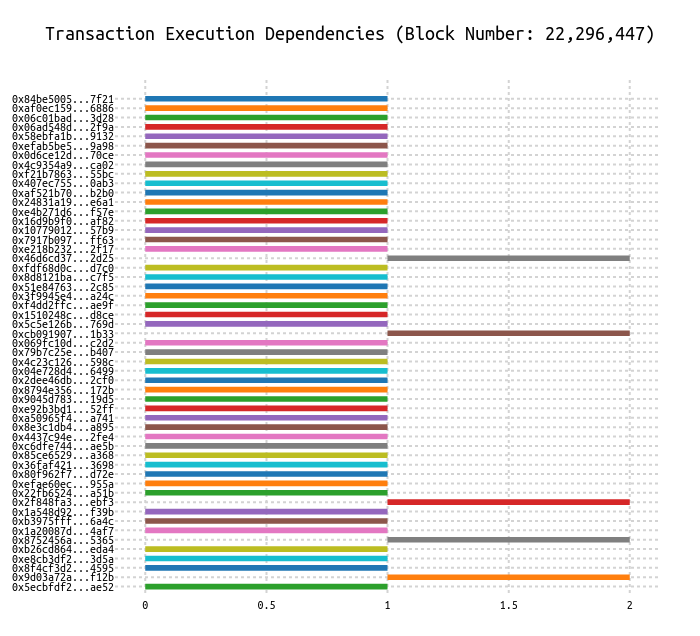 Transaction Execution Dependencies (Block Number: 22,296,447)
0x84be5005...7f21
0xaf0ec159...6886
0x06c01bad...3d28
0x06ad548d...2f9a
0x58ebfa1b...9132
0xefab5be5...9a98
0x0d6ce12d...70ce
0x4c9354a9...ca02
0xf21b7863...55bc
0x407ec755...0ab3
0xaf521b70...b2b0
0x24831a19...e6a1
0xe4b271d6...f57e
0x16d9b9f0...af82
0x10779012...57b9
0x7917b097...ff63
0xe218b232...2f17
0x46d6cd37...2d25
0xfdf68d0c...d7c0
0x8d8121ba...c7f5
0x51e84763...2c85
0x3f9945e4...a24c
0xf4dd2ffc...ae9f
0x1510248c...d8ce
0x5c5e126b...769d
0xcb091907...1b33
0x069fc10d...c2d2
0x79b7c25e...b407
0x4c23c126...598c
0x04e728d4...6499
0x2dee46db...2cf0
0x8794e356...172b
0x9045d783...19d5
0xe92b3bd1...52ff
0xa50965f4...a741
0x8e3c1db4...a895
0x4437c94e...2fe4
0xc6dfe744...ae5b
0x85ce6529...a368
0x36faf421...3698
0x80f962f7...d72e
0xefae60ec...955a
0x22fb6524...a51b
0x2f848fa3...ebf3
0x1a548d92...f39b
0xb3975fff...6a4c
0x1a20087d...4af7
0x8752456a...5365
0xb26cd864...eda4
0xe8cb3df2...3d5a
0x8f4cf3d2...4595
0x9d03a72a...f12b
0x5ecbfdf2...ae52
0 0.5 1 1.5 2